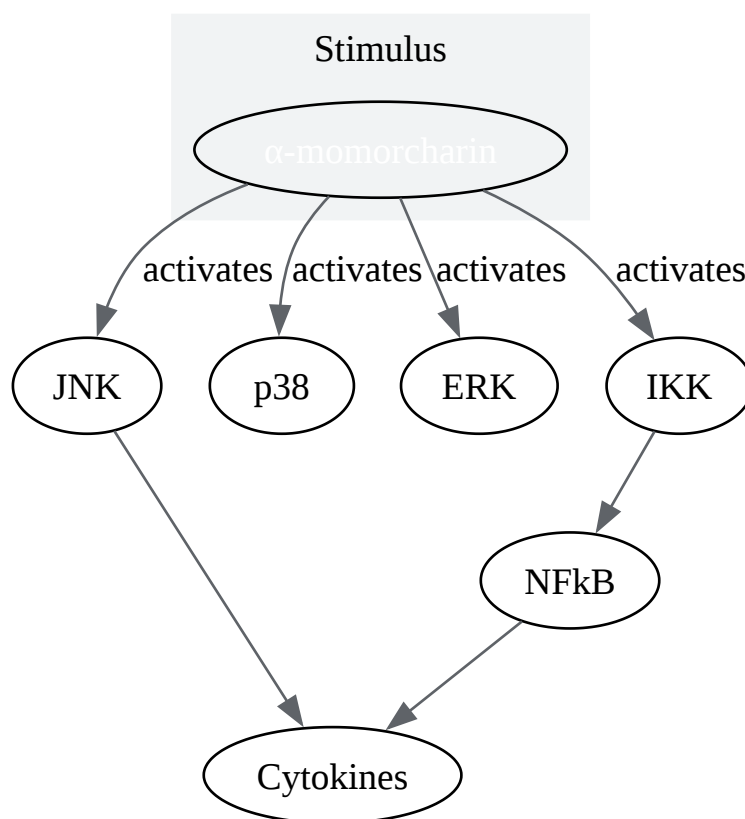 Stimulus
α-momorcharin
activates activates activates activates
JNK p38 ERK IKK
NFkB
Cytokines